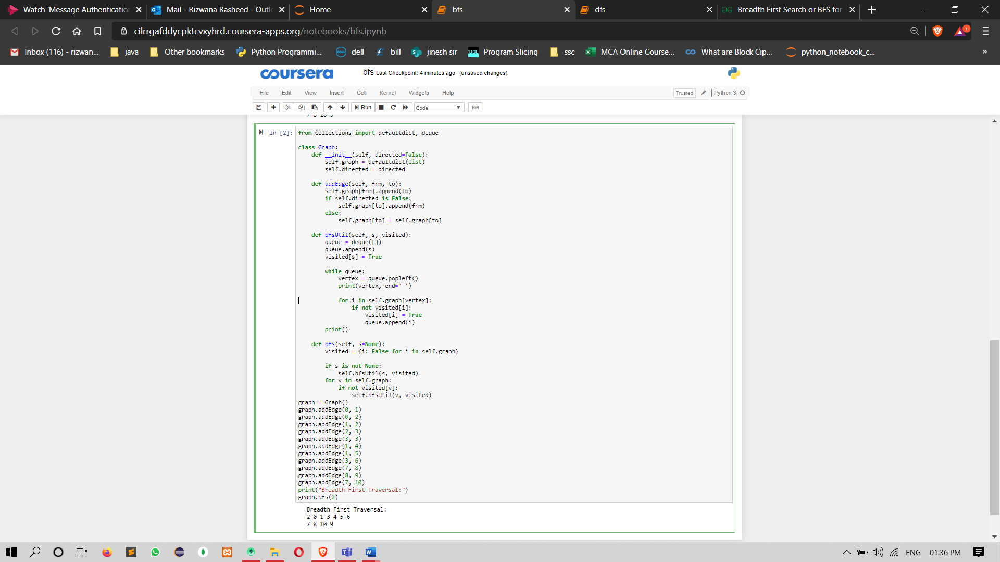 Watch 'Message Authentication
Mail - Rizwana Rasheed - Outlo
Home
bfs
dfs
Breadth First Search or BFS for
cilrrgafddycpktcvxyhrd.coursera-apps.org/notebooks/bfs.ipynb
1
Inbox (116) - rizwan...
java
Other bookmarks
Python Programmi...
dell
bill
jinesh sir
Program Slicing
ssc
MCA Online Course...
What are Block Cip...
python_notebook_c...
»
coursera
bfs Last Checkpoint: 4 minutes ago (unsaved changes)
File Edit View Insert Cell Kernel Widgets Help
Trusted
Python 3
Run
Code
7 8 10 9
In [2]:
from collections import defaultdict, deque
class Graph:
    def __init__(self, directed=False):
        self.graph = defaultdict(list)
        self.directed = directed
    def addEdge(self, frm, to):
        self.graph[frm].append(to)
        if self.directed is False:
            self.graph[to].append(frm)
        else:
            self.graph[to] = self.graph[to]
    def bfsUtil(self, s, visited):
        queue = deque([])
        queue.append(s)
        visited[s] = True
        while queue:
            vertex = queue.popleft()
            print(vertex, end=' ')
            for i in self.graph[vertex]:
                if not visited[i]:
                    visited[i] = True
                    queue.append(i)
        print()
    def bfs(self, s=None):
        visited = {i: False for i in self.graph}
        if s is not None:
            self.bfsUtil(s, visited)
        for v in self.graph:
            if not visited[v]:
                self.bfsUtil(v, visited)
graph = Graph()
graph.addEdge(0, 1)
graph.addEdge(0, 2)
graph.addEdge(1, 2)
graph.addEdge(2, 3)
graph.addEdge(3, 3)
graph.addEdge(1, 4)
graph.addEdge(1, 5)
graph.addEdge(3, 6)
graph.addEdge(7, 8)
graph.addEdge(8, 9)
graph.addEdge(7, 10)
print("Breadth First Traversal:")
graph.bfs(2)
Breadth First Traversal:
2 0 1 3 4 5 6
7 8 10 9
ENG
01:36 PM